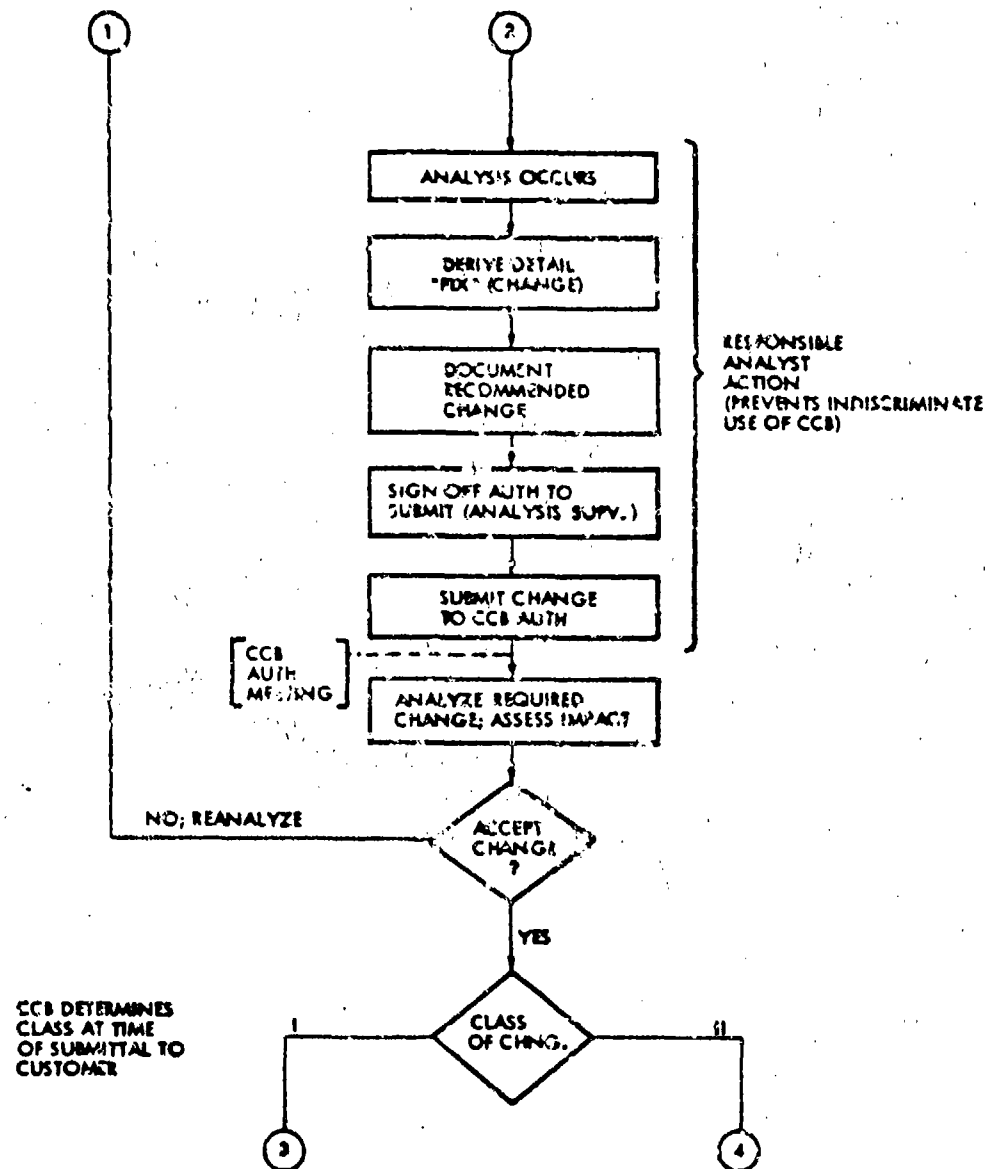 1
2
ANALYSIS OCCURS
DERIVE DETAIL
"FIX" (CHANGE)
DOCUMENT
RECOMMENDED
CHANGE
SIGN OFF AUTH TO
SUBMIT (ANALYSIS SUPV.)
SUBMIT CHANGE
TO CCB AUTH
RESPONSIBLE
ANALYST
ACTION
(PREVENTS INDISCRIMINATE
USE OF CCB)
CCB
AUTH
MEETING
ANALYZE REQUIRED
CHANGE; ASSESS IMPACT
NO; REANALYZE
ACCEPT
CHANGE
?
YES
CCB DETERMINES
CLASS AT TIME
OF SUBMITTAL TO
CUSTOMER
I
CLASS
OF CHNG.
II
3
4